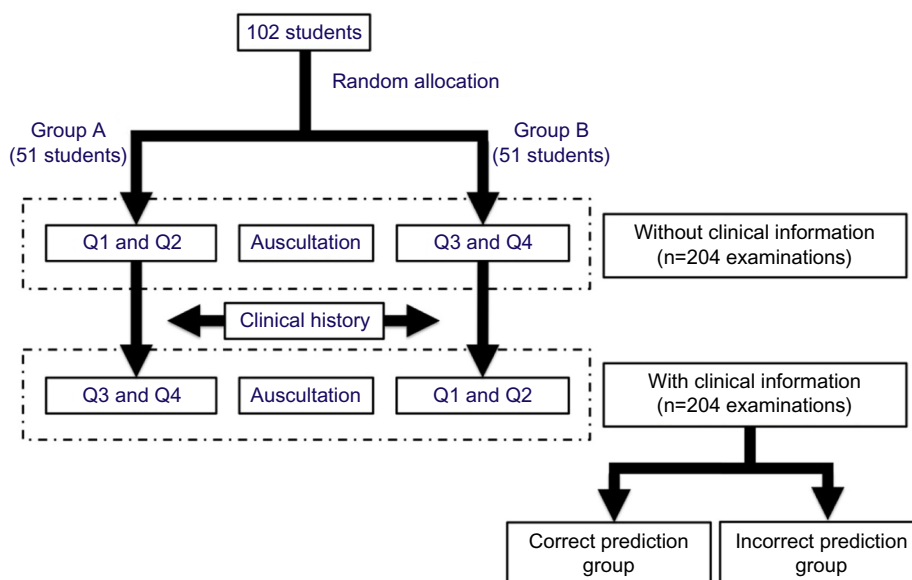 102 students
Random allocation
Group A
(51 students)
Group B
(51 students)
Q1 and Q2
Auscultation
Q3 and Q4
Without clinical information
(n=204 examinations)
Clinical history
Q3 and Q4
Auscultation
Q1 and Q2
With clinical information
(n=204 examinations)
Correct prediction
group
Incorrect prediction
group